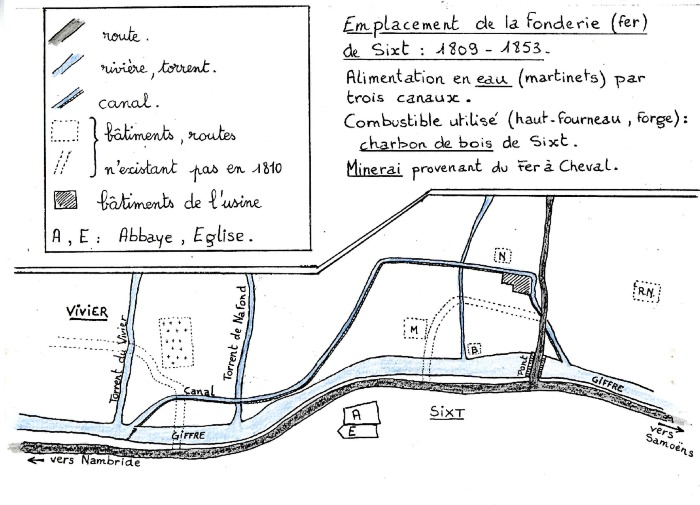 route.
rivière, torrent.
canal.
bâtiments, routes
n'existant pas en 1810
bâtiments de l'usine
A, E : Abbaye, Eglise.
Emplacement de la Fonderie (fer)
de Sixt : 1809 - 1853.
Alimentation en eau (martinets) par
trois canaux.
Combustible utilisé (haut-fourneau, forge):
charbon de bois de Sixt.
Minerai provenant du Fer à Cheval.
VIVIER
Torrent du Vivier
Torrent de Nafond
Canal
GIFFRE
← vers Nambride
M
N
B
R.N.
Pont
GIFFRE
A
E
SIXT
vers
Samoëns